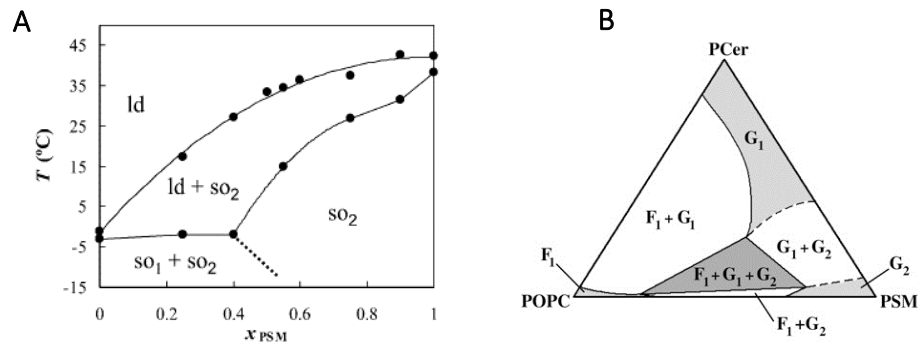 A
45
35
25
15
5
-5
-15
T (ºC)
ld
ld + so₂
so₂
so₁ + so₂
0
0.2
0.4
0.6
0.8
1
x PSM
B
PCer
G₁
F₁ + G₁
G₁ + G₂
F₁ + G₁ + G₂
F₁
G₂
POPC
PSM
F₁+G₂